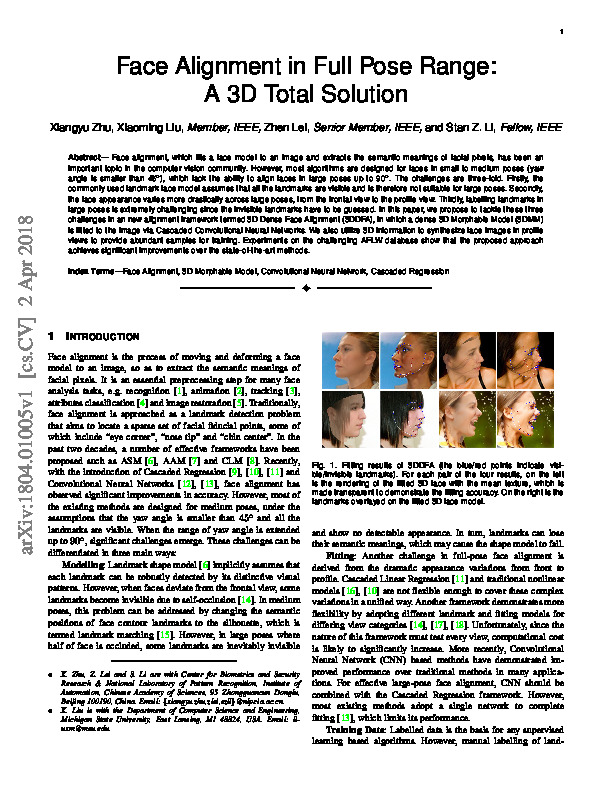 1
Face Alignment in Full Pose Range:
A 3D Total Solution
Xiangyu Zhu, Xiaoming Liu, Member, IEEE, Zhen Lei, Senior Member, IEEE, and Stan Z. Li, Fellow, IEEE
Abstract—Face alignment, which fits a face model to an image and extracts the semantic meanings of facial pixels, has been an
important topic in the computer vision community. However, most algorithms are designed for faces in small to medium poses (yaw
angle is smaller than 45°), which lack the ability to align faces in large poses up to 90°. The challenges are three-fold. Firstly, the
commonly used landmark face model assumes that all the landmarks are visible and is therefore not suitable for large poses. Secondly,
the face appearance varies more drastically across large poses, from the frontal view to the profile view. Thirdly, labelling landmarks in
large poses is extremely challenging since the invisible landmarks have to be guessed. In this paper, we propose to tackle these three
challenges in an new alignment framework termed 3D Dense Face Alignment (3DDFA), in which a dense 3D Morphable Model (3DMM)
is fitted to the image via Cascaded Convolutional Neural Networks. We also utilize 3D information to synthesize face images in profile
views to provide abundant samples for training. Experiments on the challenging AFLW database show that the proposed approach
achieves significant improvements over the state-of-the-art methods.
Index Terms—Face Alignment, 3D Morphable Model, Convolutional Neural Network, Cascaded Regression
arXiv:1804.01005v1 [cs.CV] 2 Apr 2018
1 INTRODUCTION
Face alignment is the process of moving and deforming a face
model to an image, so as to extract the semantic meanings of
facial pixels. It is an essential preprocessing step for many face
analysis tasks, e.g. recognition [1], animation [2], tracking [3],
attributes classification [4] and image restoration [5]. Traditionally,
face alignment is approached as a landmark detection problem
that aims to locate a sparse set of facial fiducial points, some of
which include “eye corner”, “nose tip” and “chin center”. In the
past two decades, a number of effective frameworks have been
proposed such as ASM [6], AAM [7] and CLM [8]. Recently,
with the introduction of Cascaded Regression [9], [10], [11] and
Convolutional Neural Networks [12], [13], face alignment has
observed significant improvements in accuracy. However, most of
the existing methods are designed for medium poses, under the
assumptions that the yaw angle is smaller than 45° and all the
landmarks are visible. When the range of yaw angle is extended
up to 90°, significant challenges emerge. These challenges can be
differentiated in three main ways:
Modelling: Landmark shape model [6] implicitly assumes that
each landmark can be robustly detected by its distinctive visual
patterns. However, when faces deviate from the frontal view, some
landmarks become invisible due to self-occlusion [14]. In medium
poses, this problem can be addressed by changing the semantic
positions of face contour landmarks to the silhouette, which is
termed landmark marching [15]. However, in large poses where
half of face is occluded, some landmarks are inevitably invisible
• X. Zhu, Z. Lei and S. Li are with Center for Biometrics and Security
Research & National Laboratory of Pattern Recognition, Institute of
Automation, Chinese Academy of Sciences, 95 Zhongguancun Donglu,
Beijing 100190, China. Email: {xiangyu.zhu,zlei,szli}@nlpr.ia.ac.cn.
• X. Liu is with the Department of Computer Science and Engineering,
Michigan State University, East Lansing, MI 48824, USA. Email: li-
uxm@msu.edu.
Fig. 1. Fitting results of 3DDFA (the blue/red points indicate visi-
ble/invisible landmarks). For each pair of the four results, on the left
is the rendering of the fitted 3D face with the mean texture, which is
made transparent to demonstrate the fitting accuracy. On the right is the
landmarks overlayed on the fitted 3D face model.
and show no detectable appearance. In turn, landmarks can lose
their semantic meanings, which may cause the shape model to fail.
Fitting: Another challenge in full-pose face alignment is
derived from the dramatic appearance variations from front to
profile. Cascaded Linear Regression [11] and traditional nonlinear
models [16], [10] are not flexible enough to cover these complex
variations in a unified way. Another framework demonstrates more
flexibility by adopting different landmark and fitting models for
differing view categories [14], [17], [18]. Unfortunately, since the
nature of this framework must test every view, computational cost
is likely to significantly increase. More recently, Convolutional
Neural Network (CNN) based methods have demonstrated im-
proved performance over traditional methods in many applica-
tions. For effective large-pose face alignment, CNN should be
combined with the Cascaded Regression framework. However,
most existing methods adopt a single network to complete
fitting [13], which limits its performance.
Training Data: Labelled data is the basis for any supervised
learning based algorithms. However, manual labelling of land-